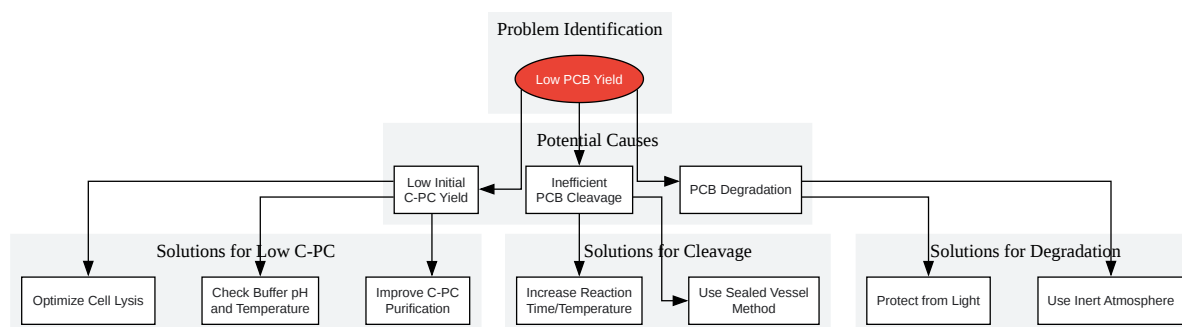 Problem Identification
Low PCB Yield
Potential Causes
Low Initial
C-PC Yield
Inefficient
PCB Cleavage
PCB Degradation
Solutions for Low C-PC
Optimize Cell Lysis
Check Buffer pH
and Temperature
Improve C-PC
Purification
Solutions for Cleavage
Increase Reaction
Time/Temperature
Use Sealed Vessel
Method
Solutions for Degradation
Protect from Light
Use Inert Atmosphere